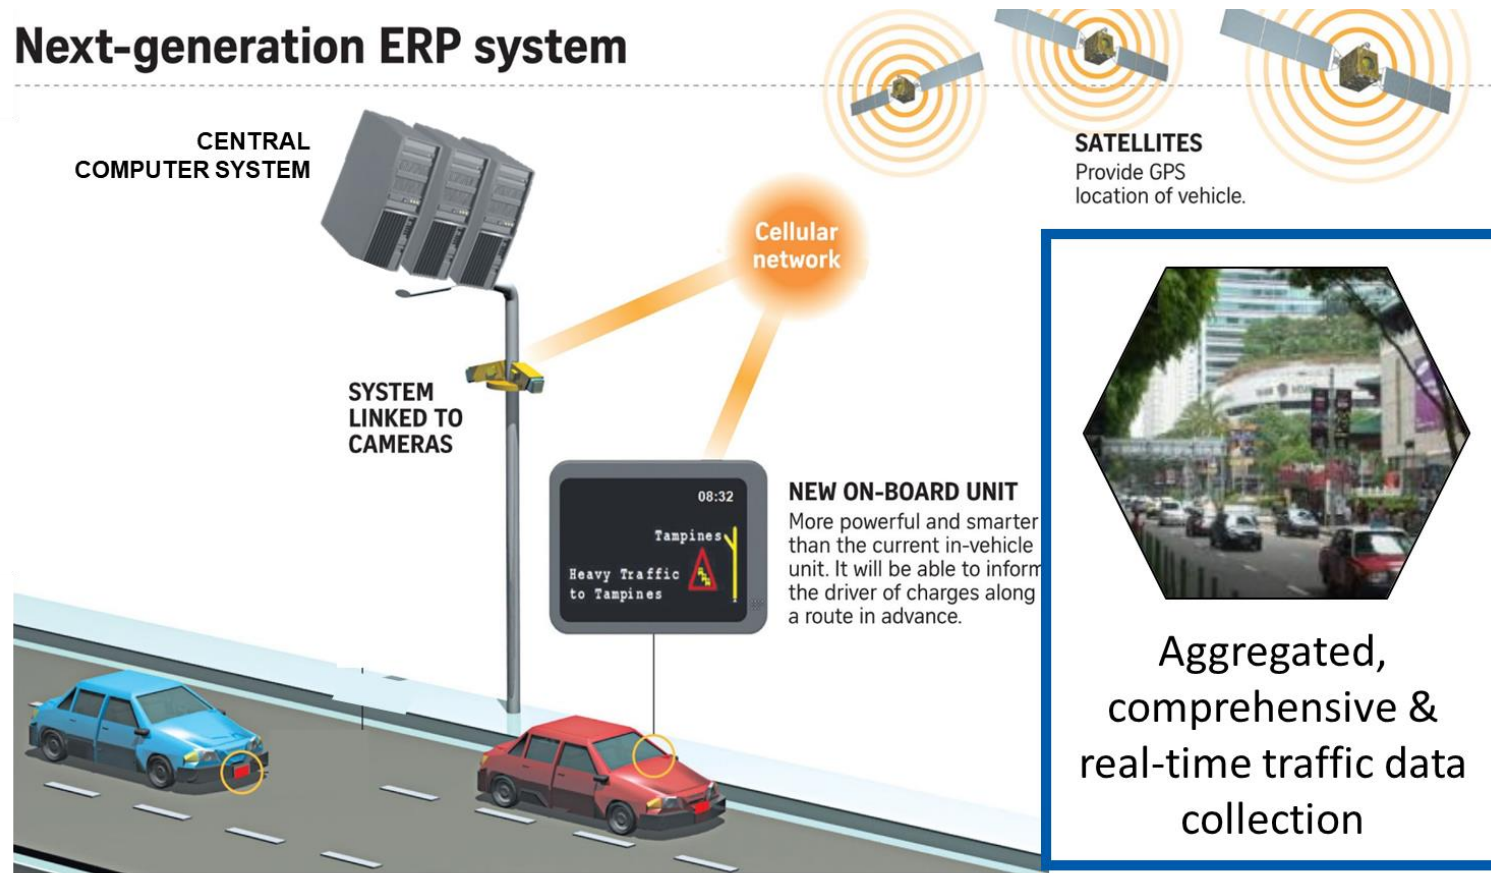 Next-generation ERP system
CENTRAL
COMPUTER SYSTEM
SATELLITES
Provide GPS
location of vehicle.
Cellular
network
SYSTEM
LINKED TO
CAMERAS
08:32
Tampines
Heavy Traffic
to Tampines
NEW ON-BOARD UNIT
More powerful and smarter
than the current in-vehicle
unit. It will be able to inform
the driver of charges along
a route in advance.
Aggregated,
comprehensive &
real-time traffic data
collection